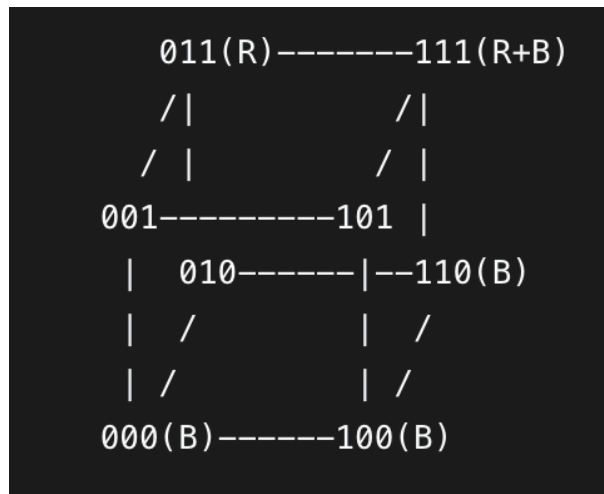 011(R)-------111(R+B)
/| /|
/ | / |
001---------101 |
| 010------|--110(B)
| / | /
| / | /
000(B)------100(B)